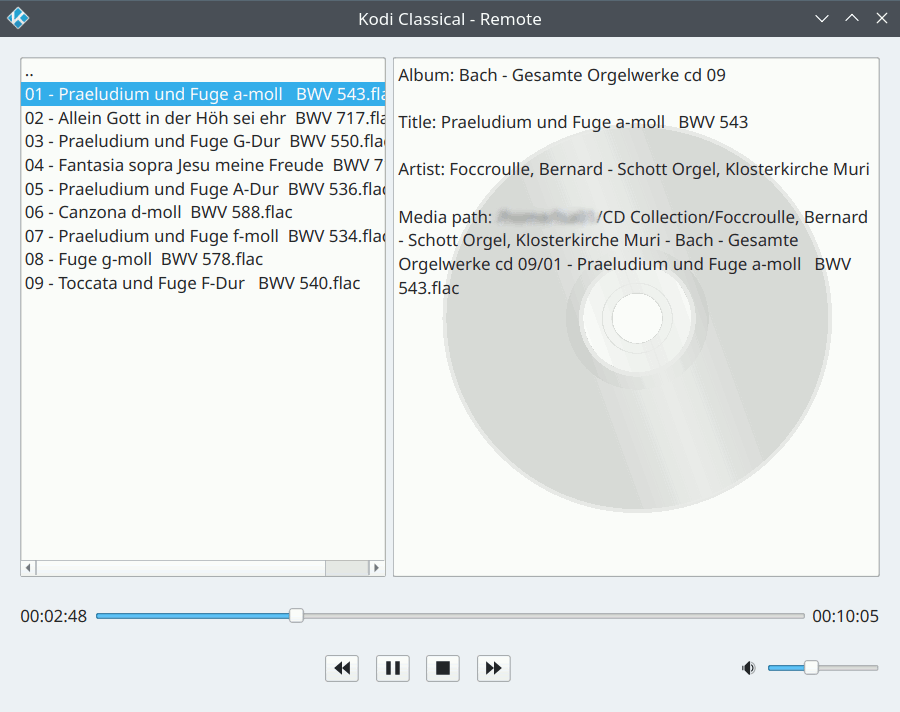 Kodi Classical - Remote
..
01 - Praeludium und Fuge a-moll   BWV 543.fla
02 - Allein Gott in der Höh sei ehr  BWV 717.fla
03 - Praeludium und Fuge G-Dur  BWV 550.flac
04 - Fantasia sopra Jesu meine Freude  BWV 7
05 - Praeludium und Fuge A-Dur  BWV 536.flac
06 - Canzona d-moll  BWV 588.flac
07 - Praeludium und Fuge f-moll  BWV 534.flac
08 - Fuge g-moll  BWV 578.flac
09 - Toccata und Fuge F-Dur   BWV 540.flac
Album: Bach - Gesamte Orgelwerke cd 09
Title: Praeludium und Fuge a-moll   BWV 543
Artist: Foccroulle, Bernard - Schott Orgel, Klosterkirche Muri
Media path: /CD Collection/Foccroulle, Bernard
- Schott Orgel, Klosterkirche Muri - Bach - Gesamte
Orgelwerke cd 09/01 - Praeludium und Fuge a-moll   BWV
543.flac
00:02:48
00:10:05